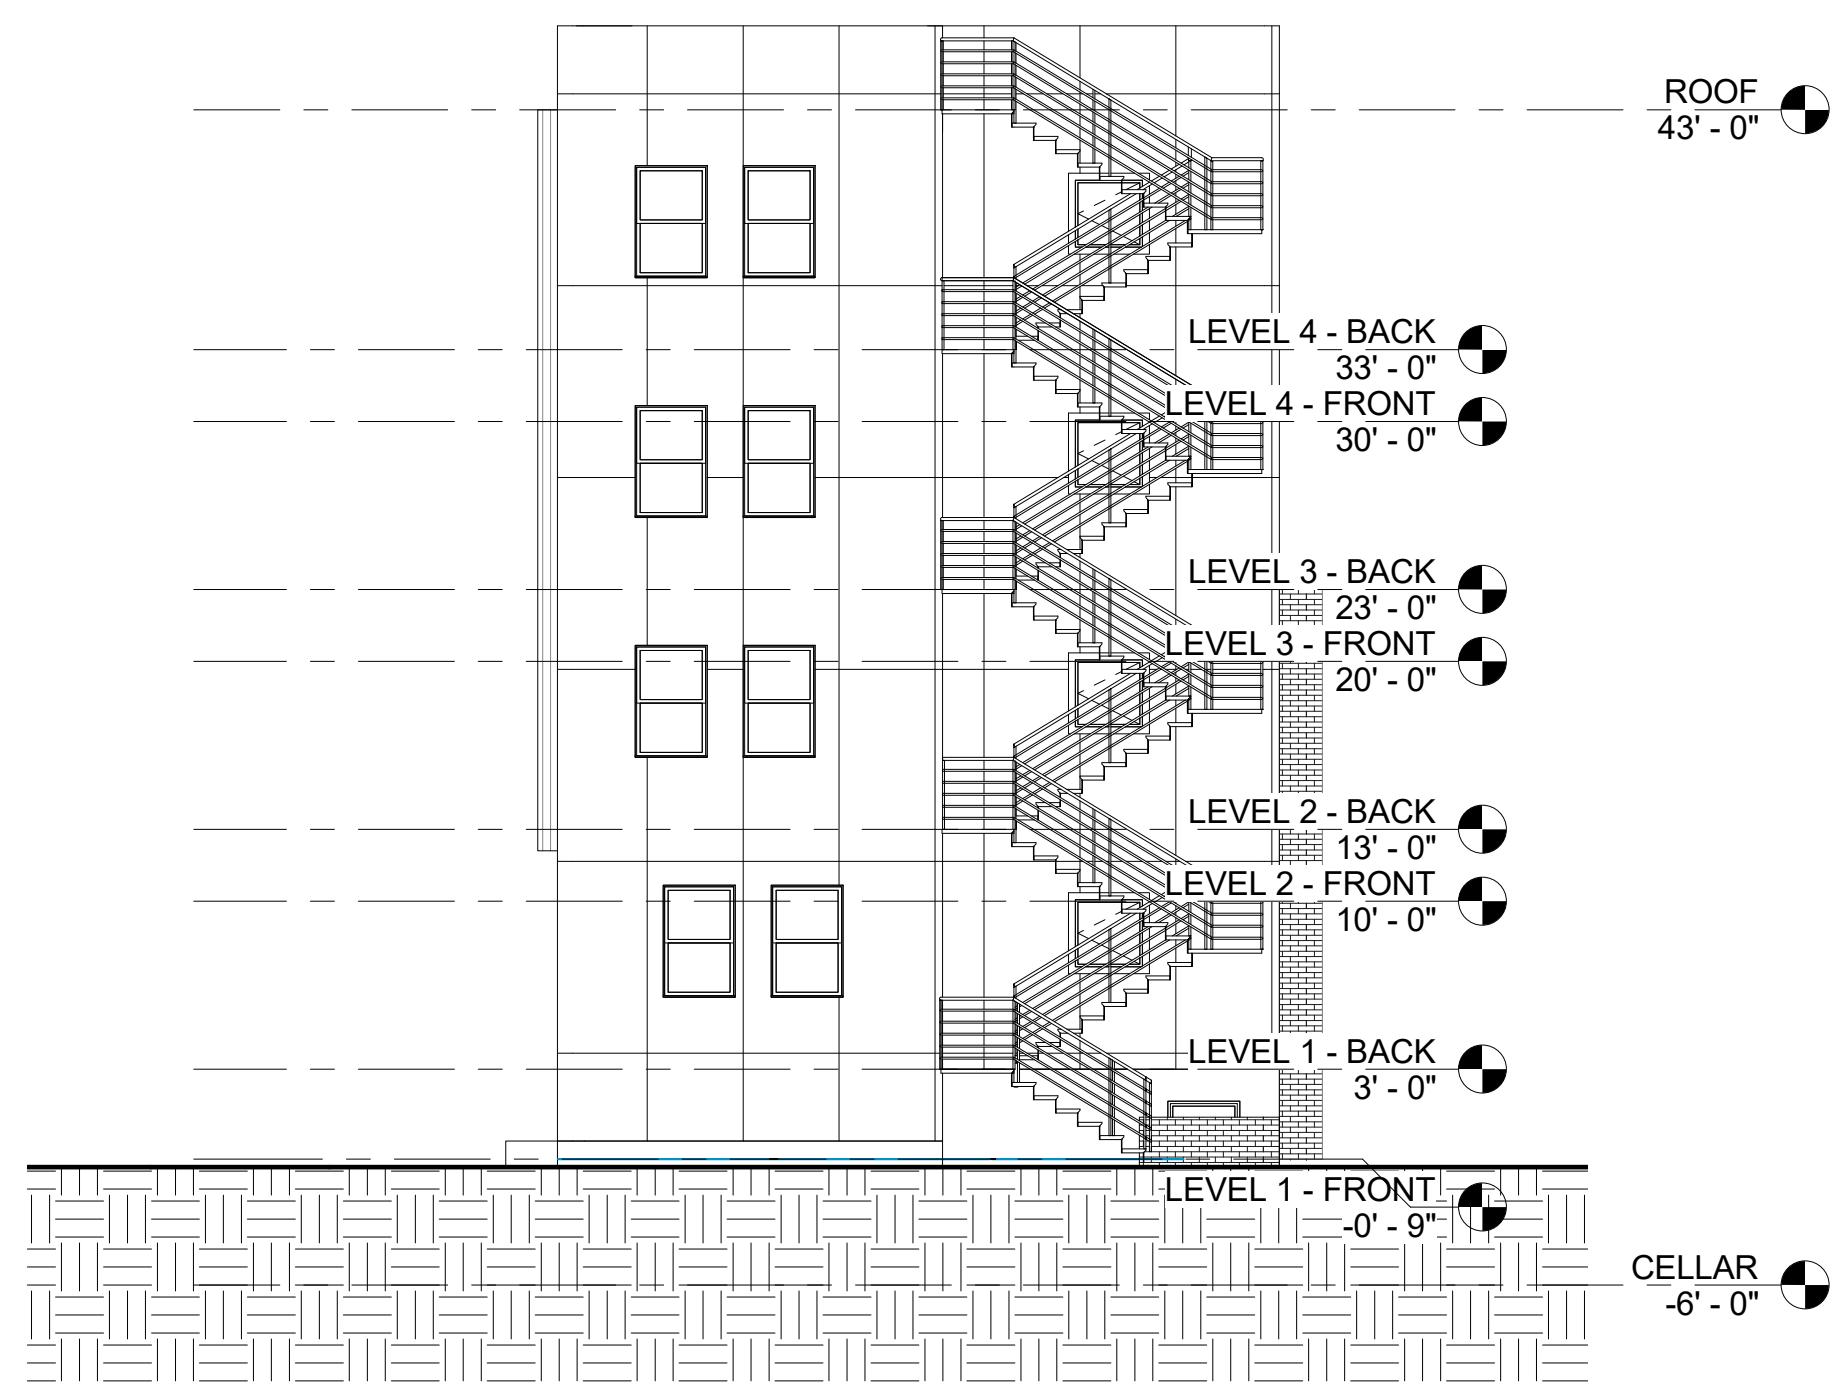 ROOF
43' - 0"
LEVEL 4 - BACK
33' - 0"
LEVEL 4 - FRONT
30' - 0"
LEVEL 3 - BACK
23' - 0"
LEVEL 3 - FRONT
20' - 0"
LEVEL 2 - BACK
13' - 0"
LEVEL 2 - FRONT
10' - 0"
LEVEL 1 - BACK
3' - 0"
LEVEL 1 - FRONT
-0' - 9"
CELLAR
-6' - 0"